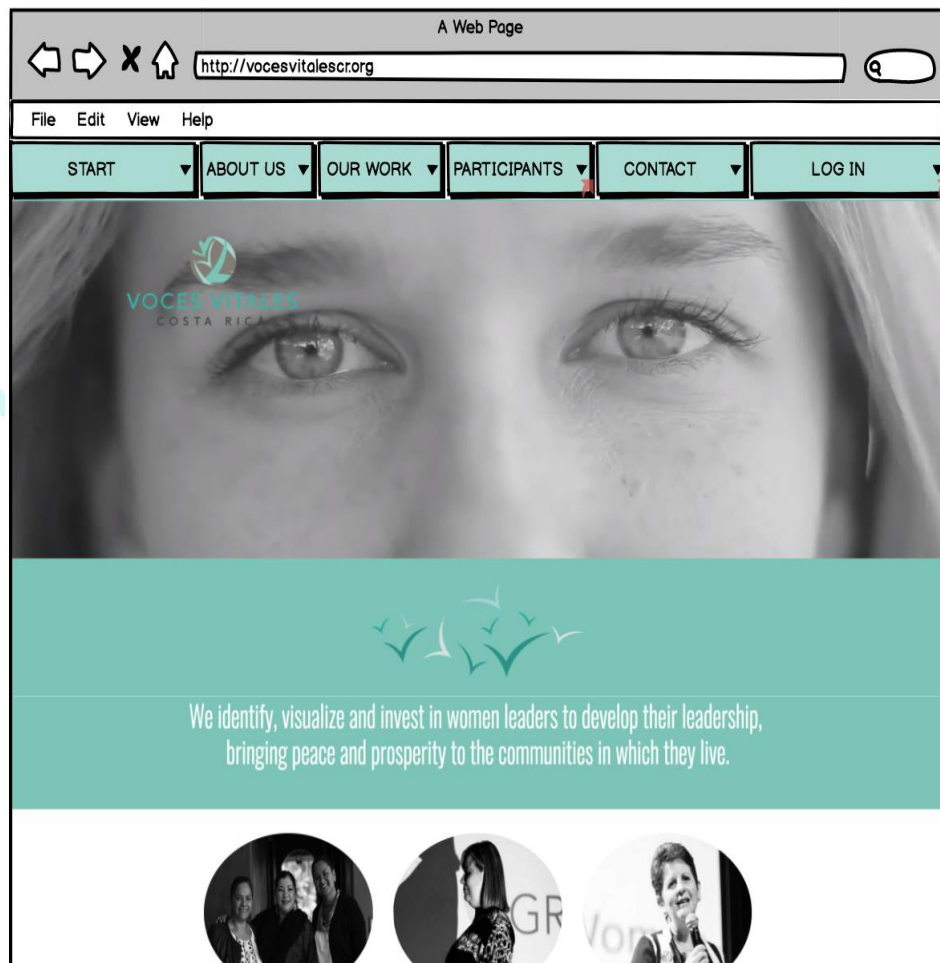 A Web Page
http://vocesvitalescr.org
File Edit View Help
START ABOUT US OUR WORK PARTICIPANTS CONTACT LOG IN
VOCES VITALES
COSTA RICA
We identify, visualize and invest in women leaders to develop their leadership,
bringing peace and prosperity to the communities in which they live.
GR
Wom